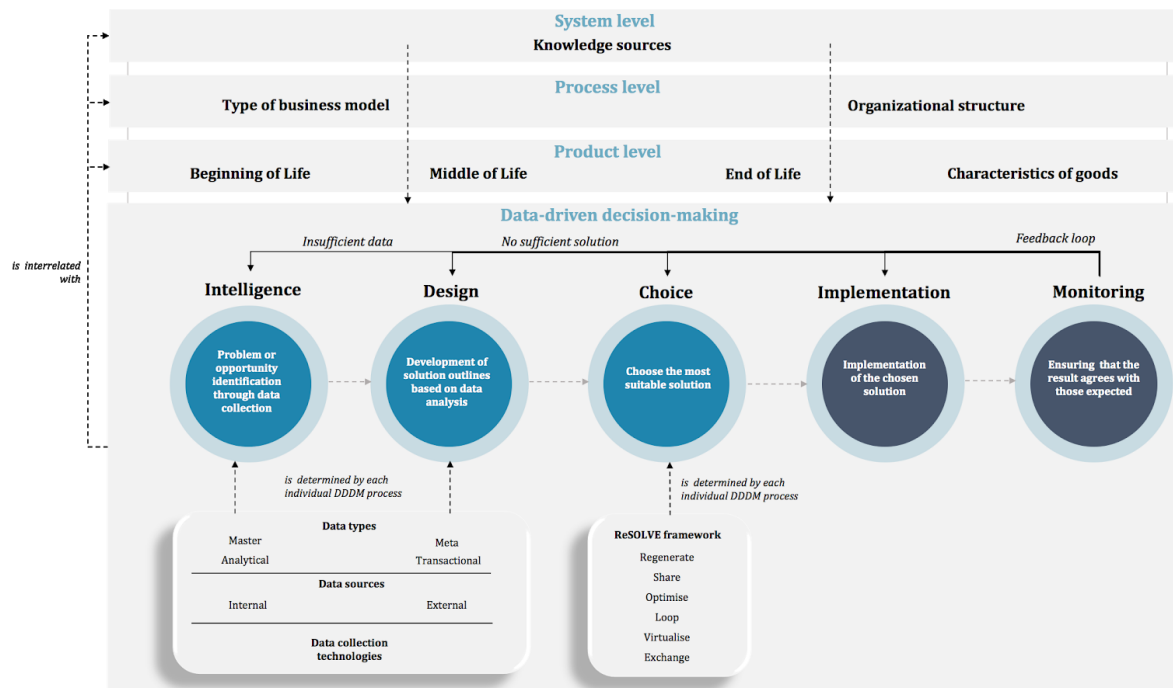 System level
Knowledge sources
Process level
Type of business model
Organizational structure
Product level
Beginning of Life
Middle of Life
End of Life
Characteristics of goods
Data-driven decision-making
is interrelated
with
Insufficient data
No sufficient solution
Feedback loop
Intelligence
Design
Choice
Implementation
Monitoring
Problem or
opportunity
identification
through data
collection
Development of
solution outlines
based on data
analysis
Choose the most
suitable solution
Implementation
of the chosen
solution
Ensuring that the
result agrees with
those expected
is determined by each
individual DDDM process
is determined by each
individual DDDM process
Data types
Master
Meta
Analytical
Transactional
Data sources
Internal
External
Data collection
technologies
ReSOLVE framework
Regenerate
Share
Optimise
Loop
Virtualise
Exchange